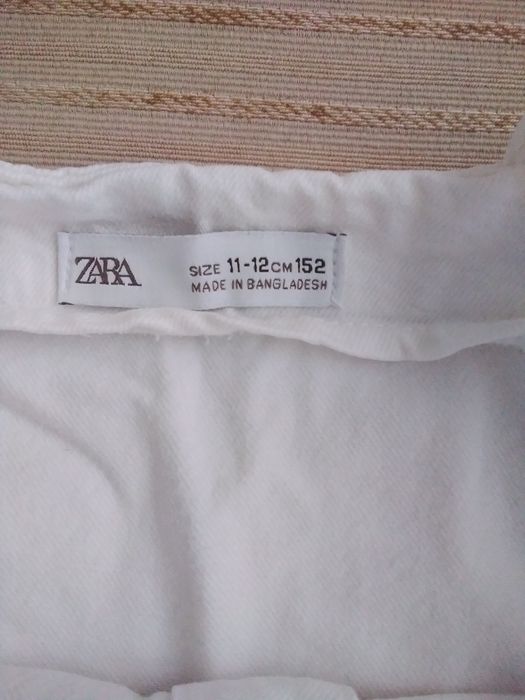 ZARA
SIZE 11-12 CM 152
MADE IN BANGLADESH